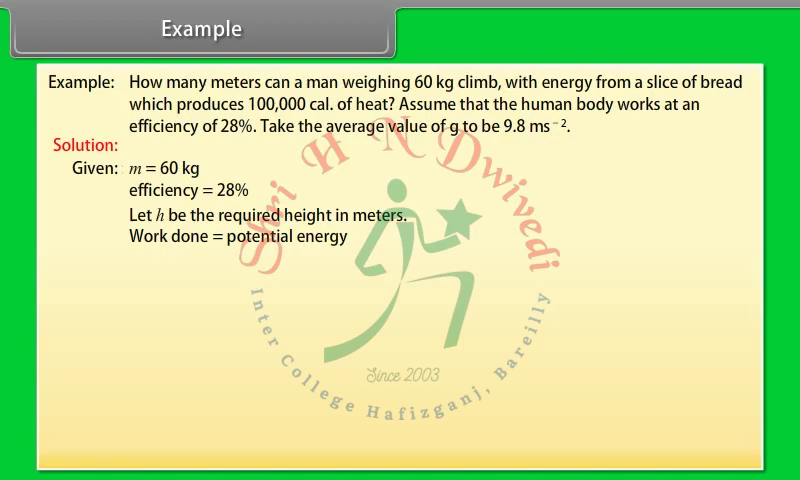 Example
Example: How many meters can a man weighing 60 kg climb, with energy from a slice of bread
which produces 100,000 cal. of heat? Assume that the human body works at an
efficiency of 28%. Take the average value of g to be 9.8 ms⁻².
Solution:
Given: m = 60 kg
efficiency = 28%
Let h be the required height in meters.
Work done = potential energy
Shri H N Dwivedi
Since 2003
Inter College Hafizganj, Bareilly